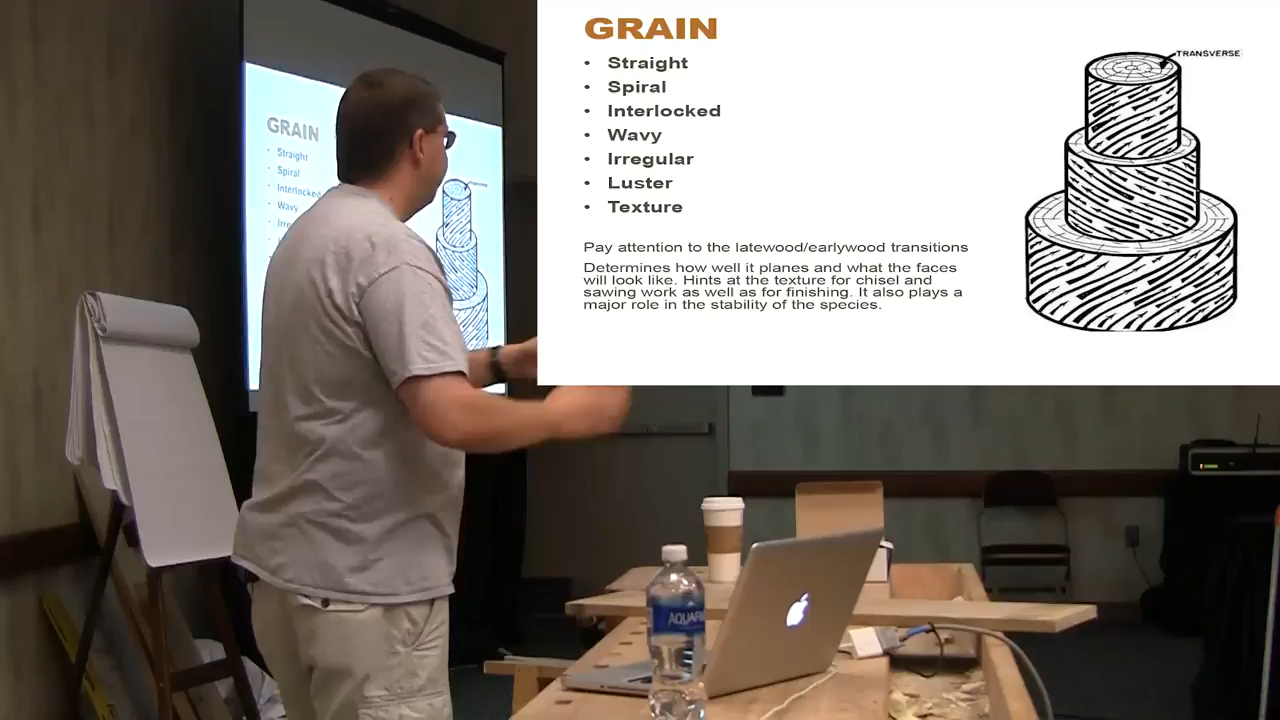 GRAIN
• Straight
• Spiral
• Interlocked
• Wavy
• Irregular
• Luster
• Texture
Pay attention to the latewood/earlywood transitions
Determines how well it planes and what the faces
will look like. Hints at the texture for chisel and
sawing work as well as for finishing. It also plays a
major role in the stability of the species.
TRANSVERSE
GRAIN
• Straight
• Spiral
• Interlocked
• Wavy
AQUAF